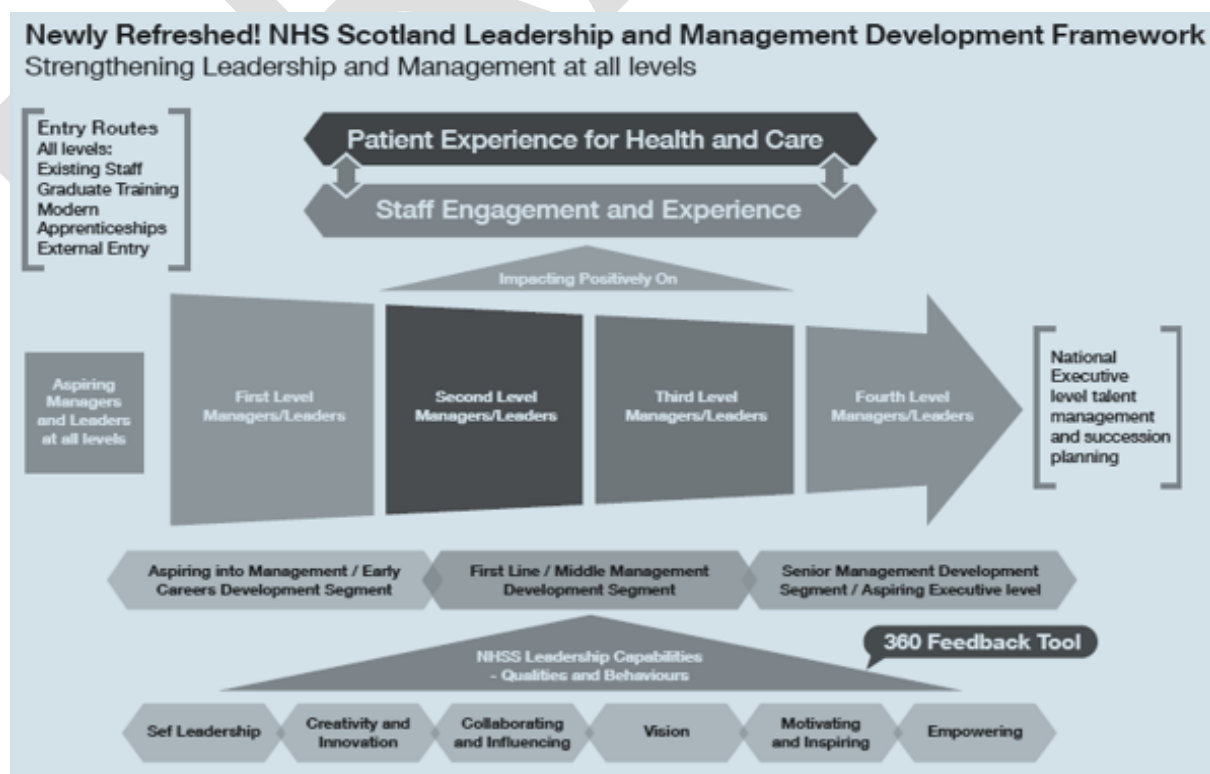 Newly Refreshed! NHS Scotland Leadership and Management Development Framework
Strengthening Leadership and Management at all levels
Entry Routes
All levels:
Existing Staff
Graduate Training
Modern
Apprenticeships
External Entry
Patient Experience for Health and Care
Staff Engagement and Experience
Impacting Positively On
Aspiring
Managers
and Leaders
at all levels
First Level
Managers/Leaders
Second Level
Managers/Leaders
Third Level
Managers/Leaders
Fourth Level
Managers/Leaders
National
Executive
level talent
management
and succession
planning
Aspiring into Management / Early
Careers Development Segment
First Line / Middle Management
Development Segment
Senior Management Development
Segment / Aspiring Executive level
360 Feedback Tool
NHSS Leadership Capabilities
- Qualities and Behaviours
Sef Leadership
Creativity and
Innovation
Collaborating
and Influencing
Vision
Motivating
and Inspiring
Empowering